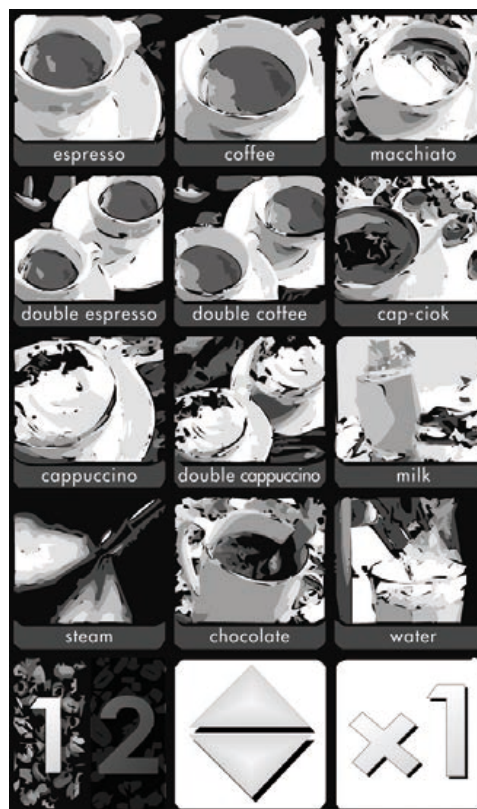 espresso coffee macchiato
double espresso double coffee cap-ciok
cappuccino double cappuccino milk
steam chocolate water
1 2 ×1